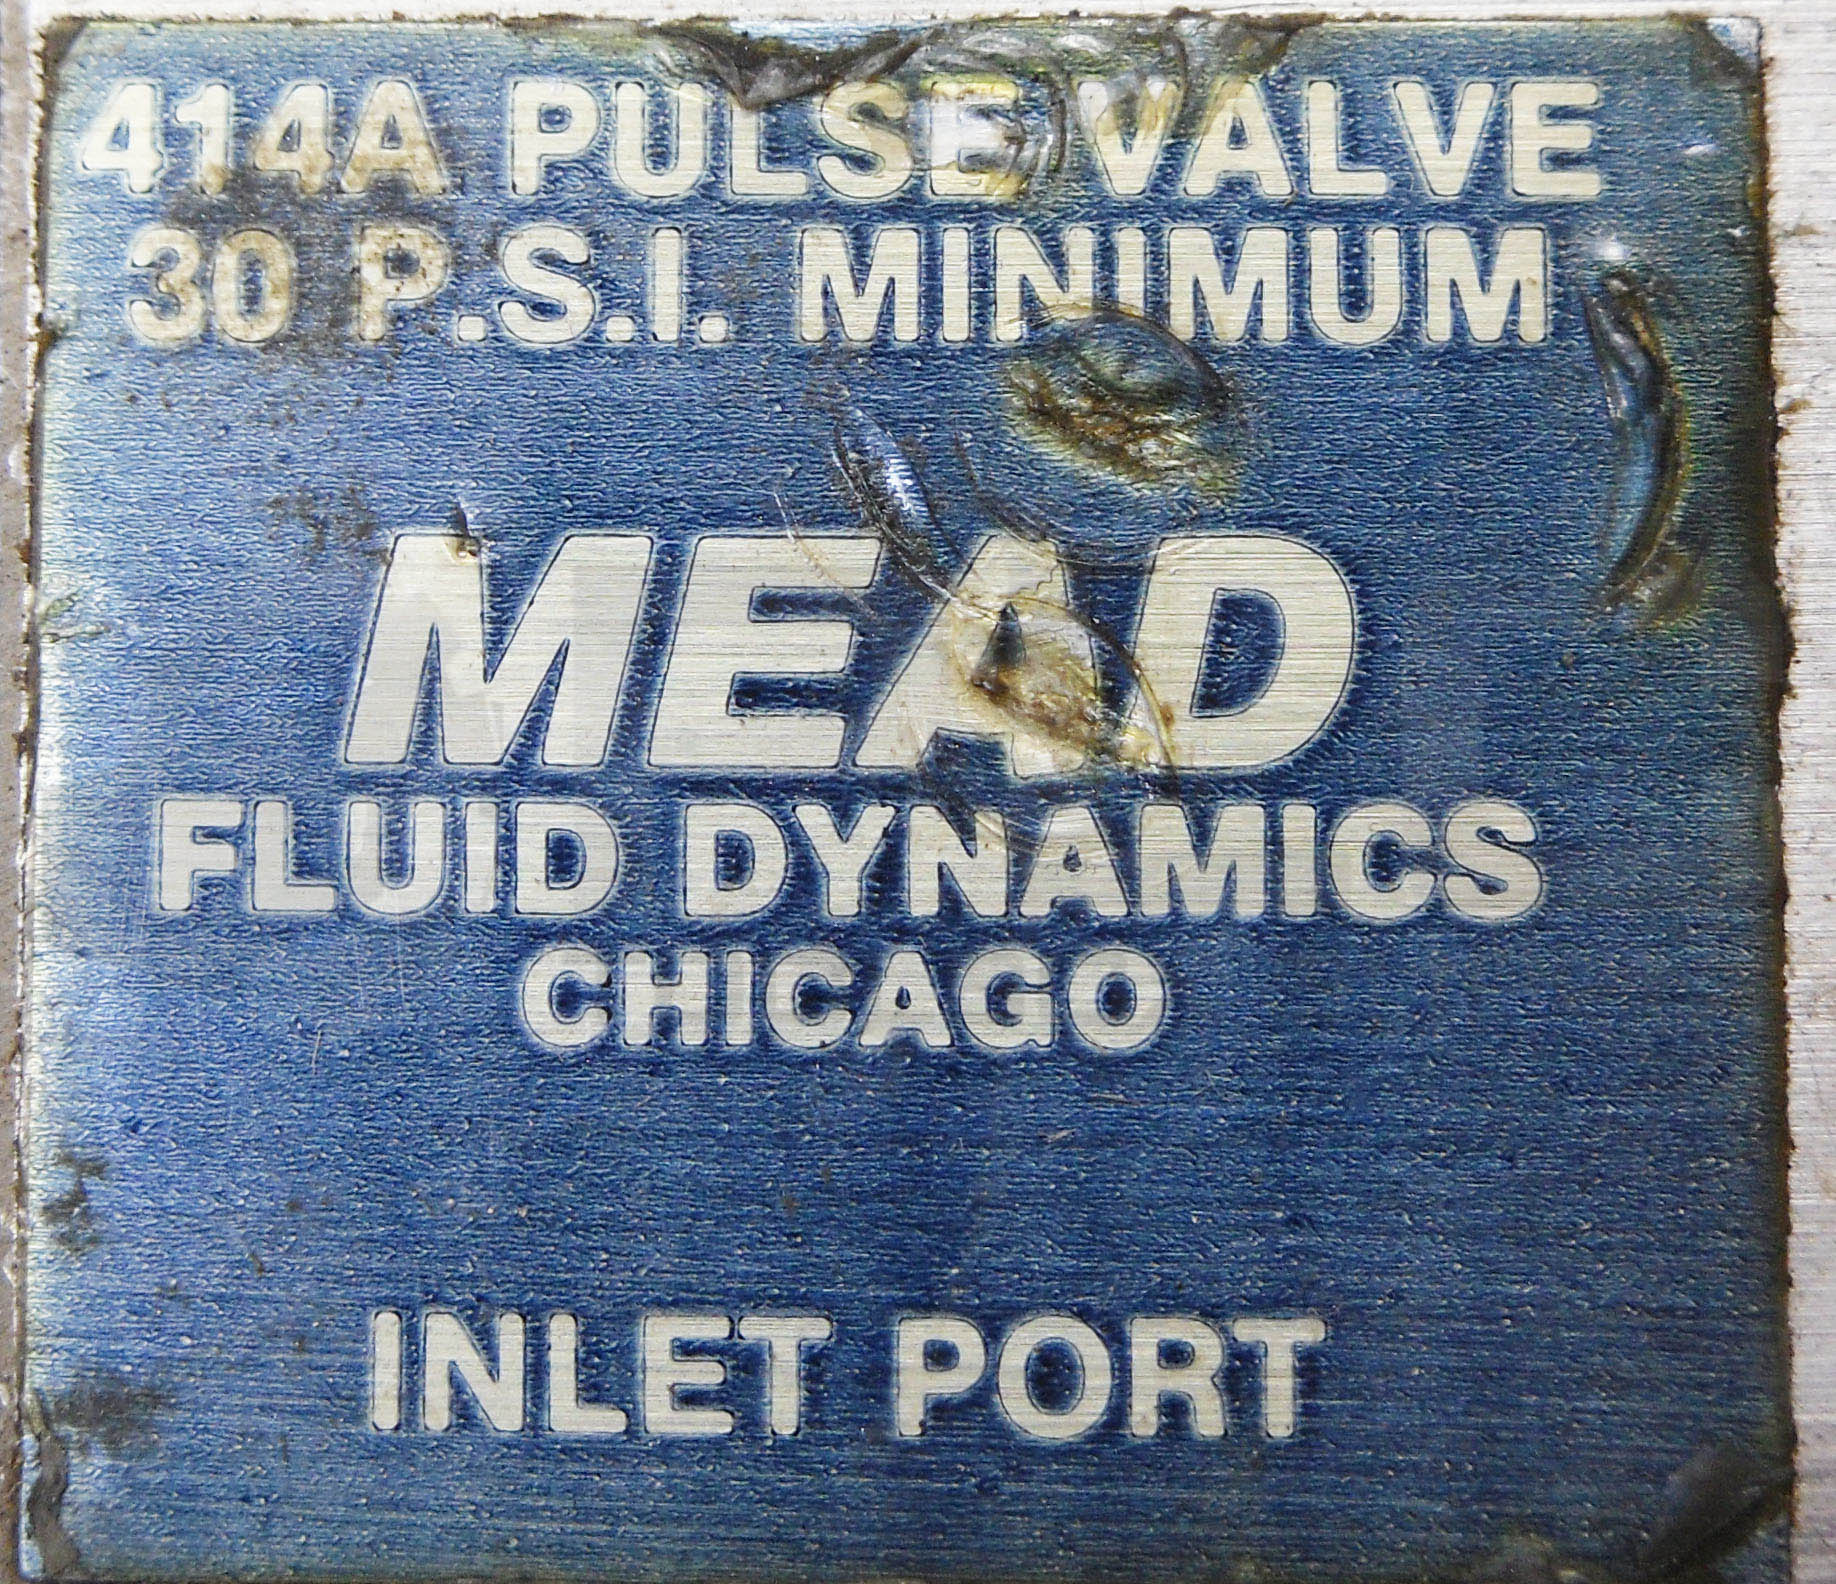 414A PULSE VALVE
30 P.S.I. MINIMUM
MEAD
FLUID DYNAMICS
CHICAGO
INLET PORT